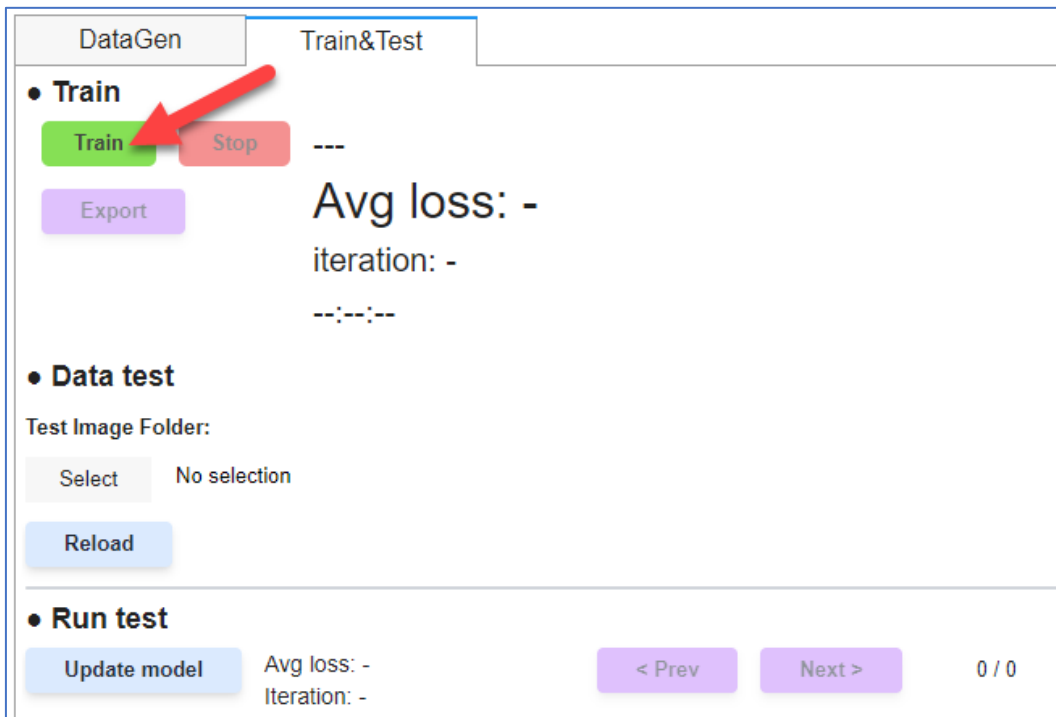 DataGen Train&Test
● Train
Train Stop ---
Export Avg loss: -
iteration: -
--:--:--
● Data test
Test Image Folder:
Select No selection
Reload
● Run test
Update model Avg loss: - < Prev Next > 0 / 0
Iteration: -